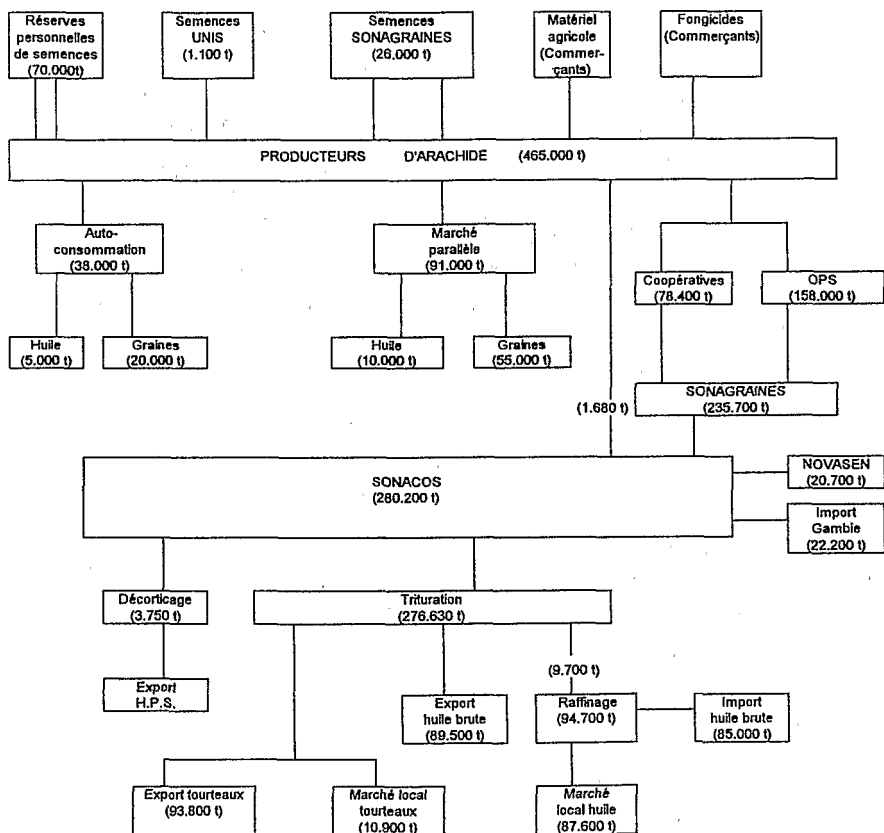 Réserves
personnelles
de semences
(70.000t)
Semences
UNIS
(1.100 t)
Semences
SONAGRAINES
(26.000 t)
Matériel
agricole
(Commer-
çants)
Fongicides
(Commerçants)
PRODUCTEURS D'ARACHIDE (465.000 t)
Auto-
consommation
(38.000 t)
Marché
parallèle
(91.000 t)
Coopératives
(78.400 t)
OPS
(158.000 t)
Huile
(5.000 t)
Graines
(20.000 t)
Huile
(10.000 t)
Graines
(55.000 t)
(1.680 t)
SONAGRAINES
(235.700 t)
SONACOS
(280.200 t)
NOVASEN
(20.700 t)
Import
Gambie
(22.200 t)
Décorticage
(3.750 t)
Trituration
(276.630 t)
(9.700 t)
Export
H.P.S.
Export
huile brute
(89.500 t)
Raffinage
(94.700 t)
Import
huile brute
(85.000 t)
Export tourteaux
(93.800 t)
Marché local
tourteaux
(10.900 t)
Marché
local huile
(87.600 t)